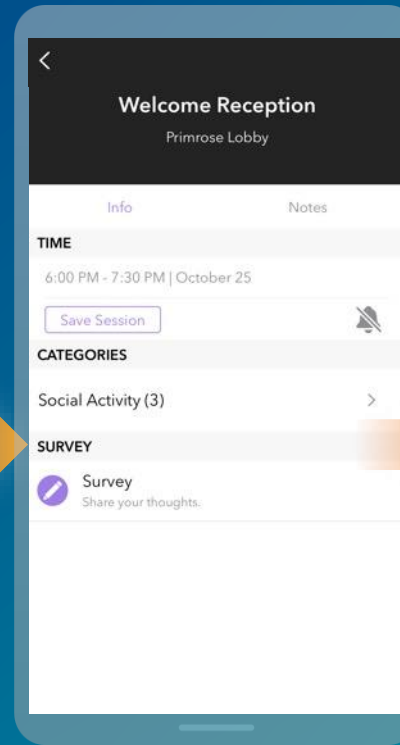 Welcome Reception
Primrose Lobby
Info Notes
TIME
6:00 PM - 7:30 PM | October 25
Save Session
CATEGORIES
Social Activity (3)
SURVEY
Survey
Share your thoughts.